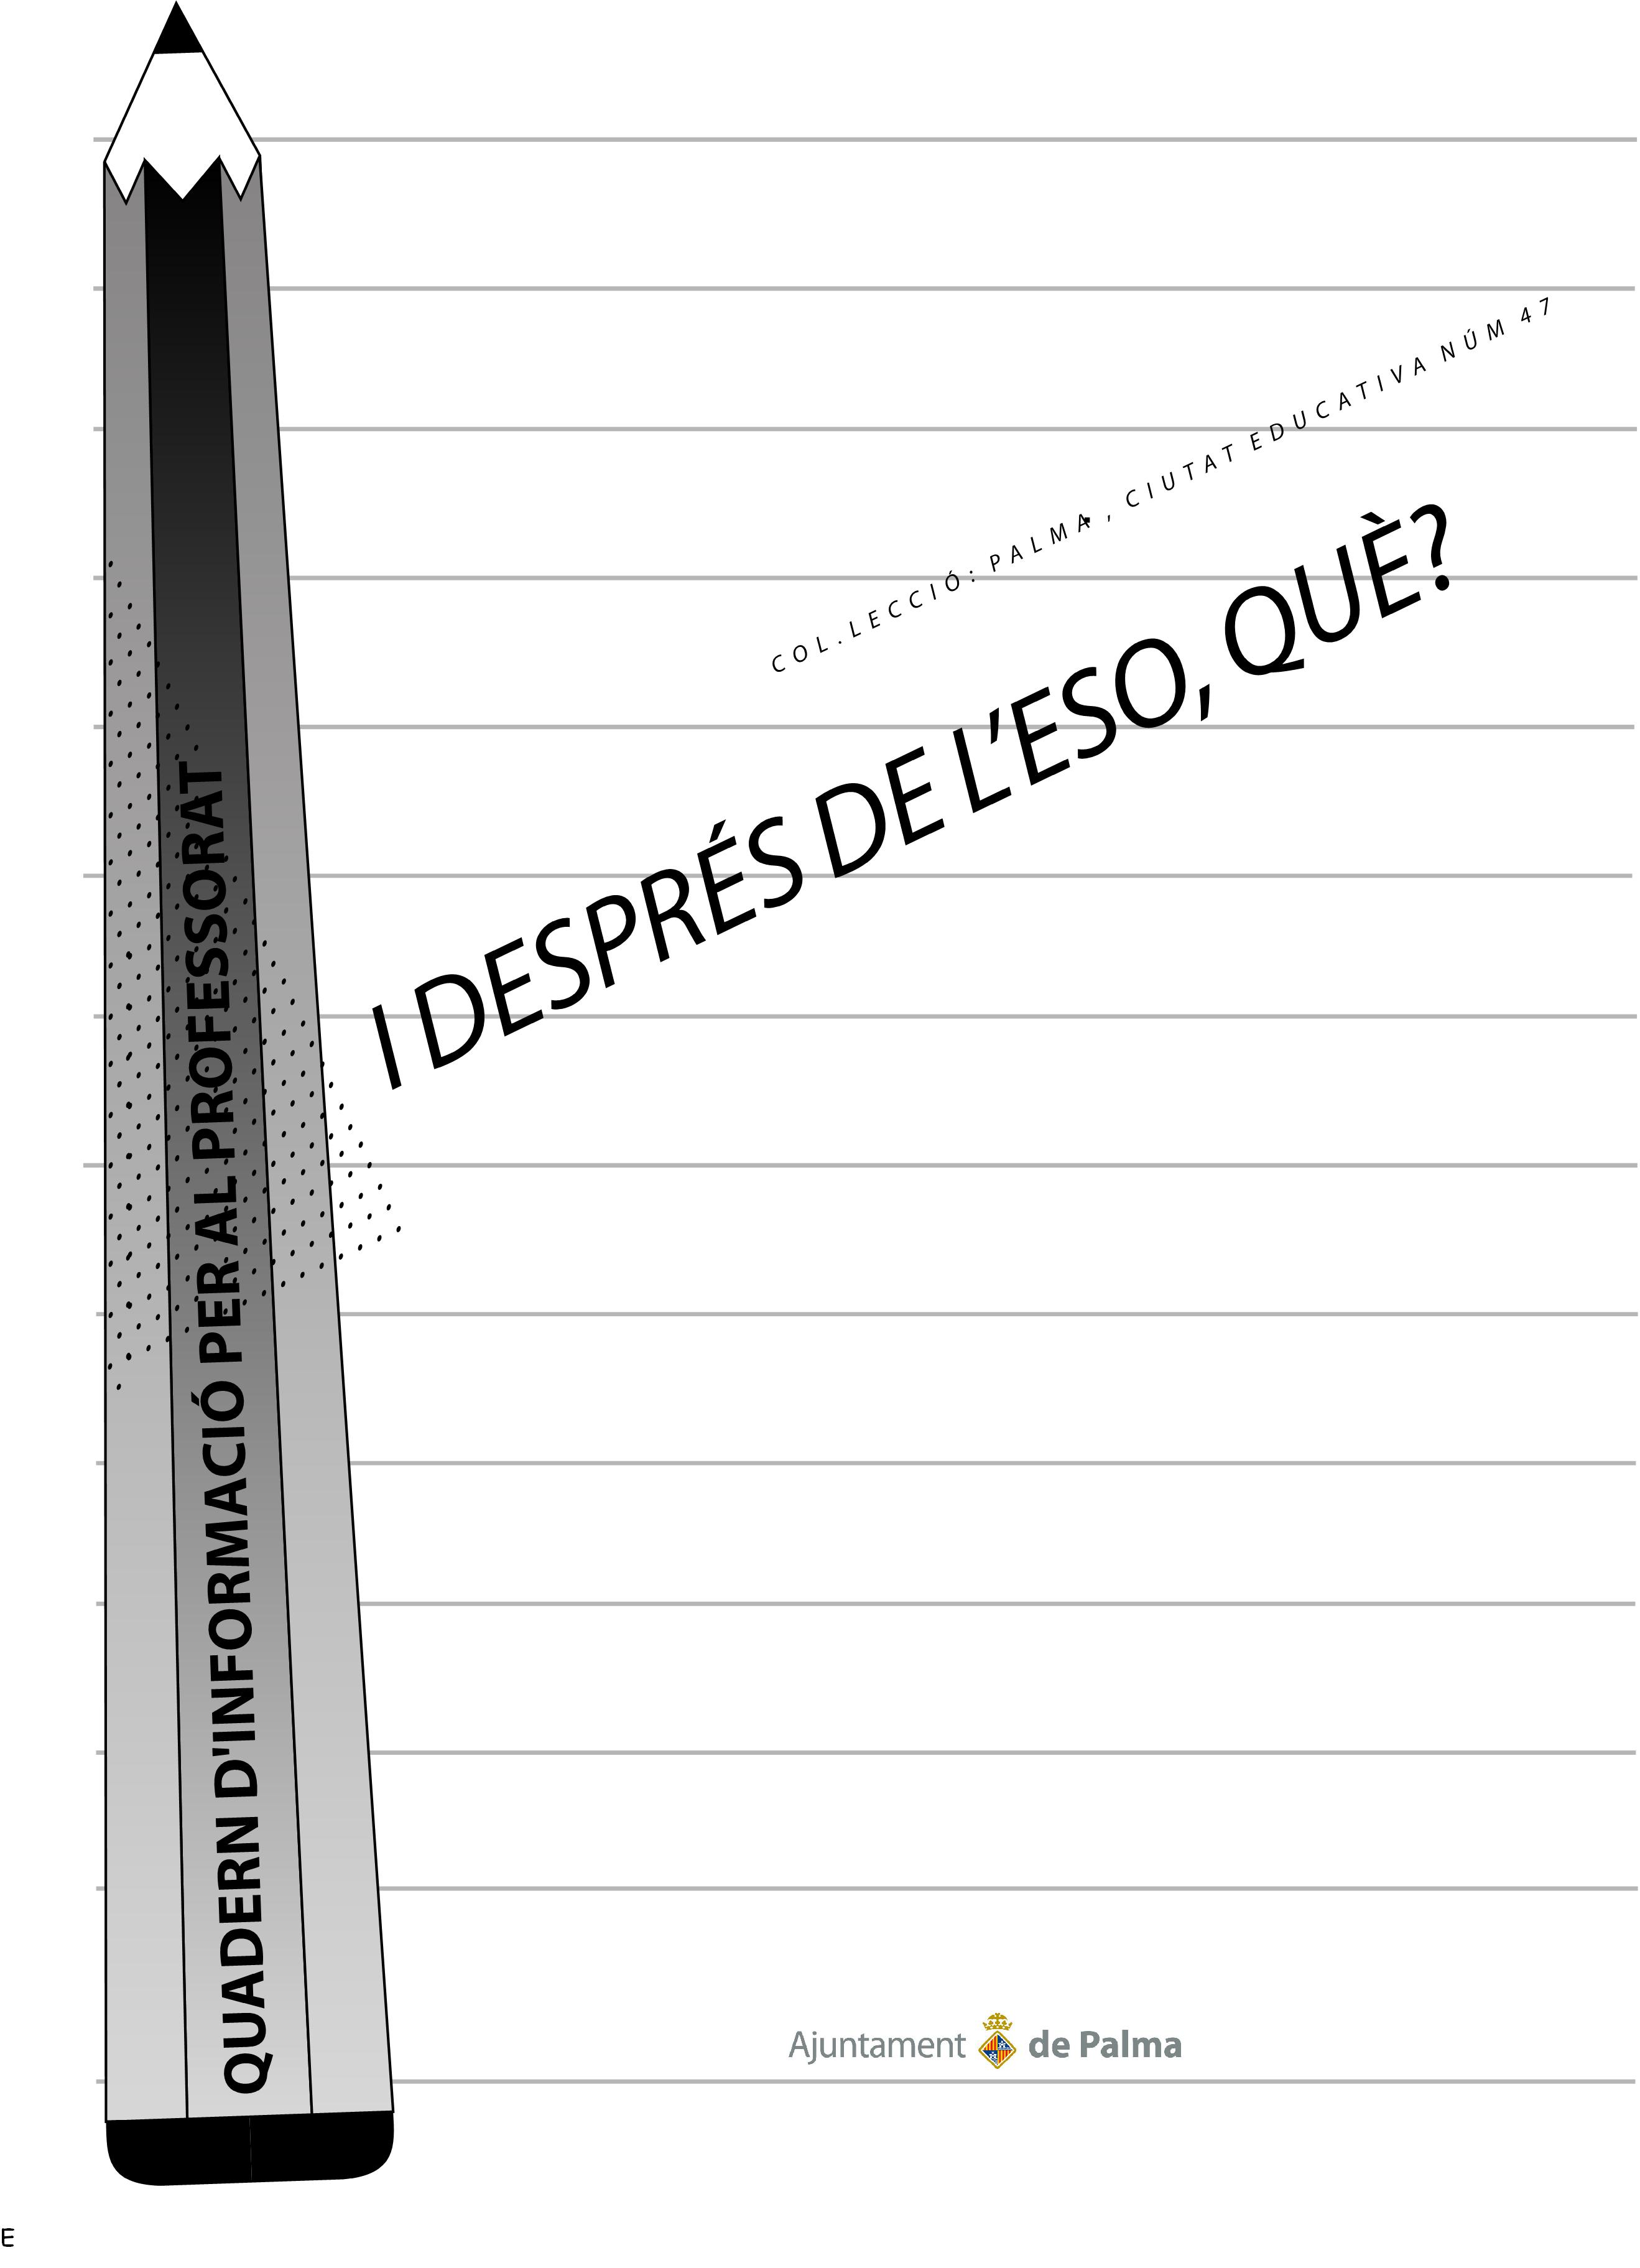 COL.LECCIÓ: PALMA, CIUTAT EDUCATIVA NÚM 47
I DESPRÉS DE L'ESO, QUÈ?
QUADERN D'INFORMACIÓ PER AL PROFESSORAT
Ajuntament de Palma
E